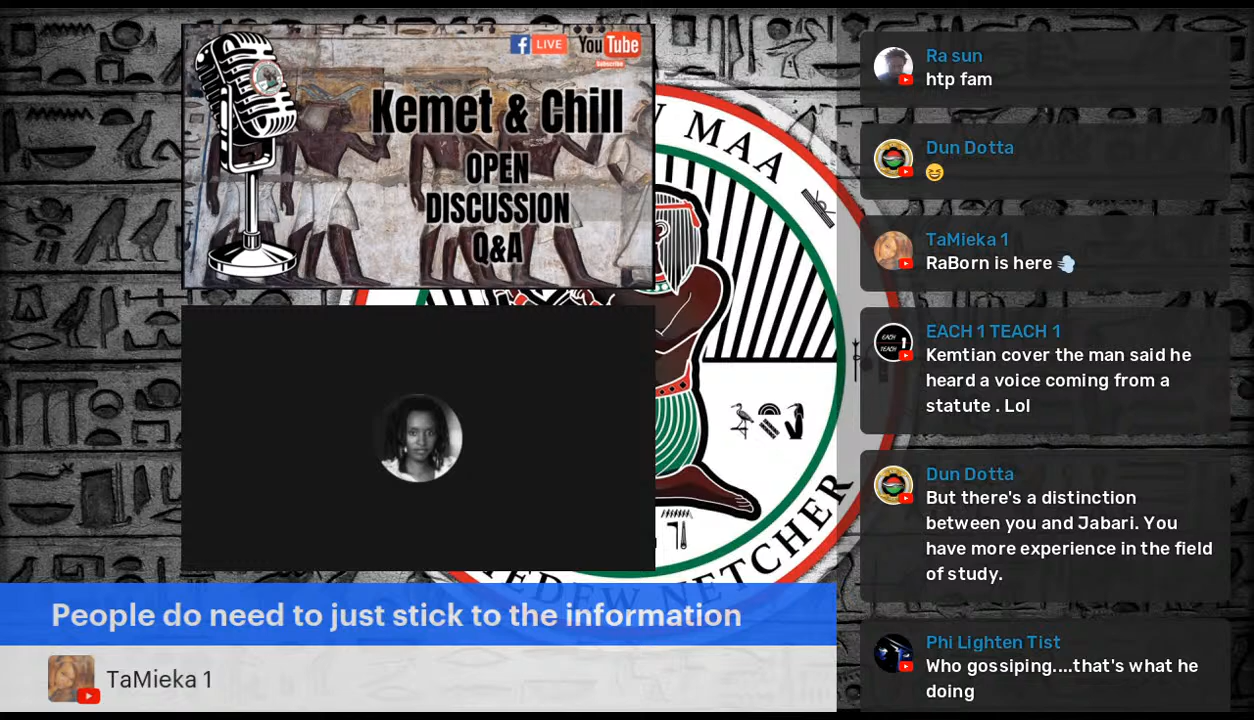 LIVE
YouTube
Subscribe
Kemet & Chill
OPEN
DISCUSSION
Q&A
MAA
MEDEW NETCHER
People do need to just stick to the information
TaMieka 1
Ra sun
htp fam
Dun Dotta
😆
TaMieka 1
RaBorn is here 💨
EACH 1 TEACH 1
Kemtian cover the man said he
heard a voice coming from a
statute . Lol
Dun Dotta
But there's a distinction
between you and Jabari. You
have more experience in the field
of study.
Phi Lighten Tist
Who gossiping....that's what he
doing